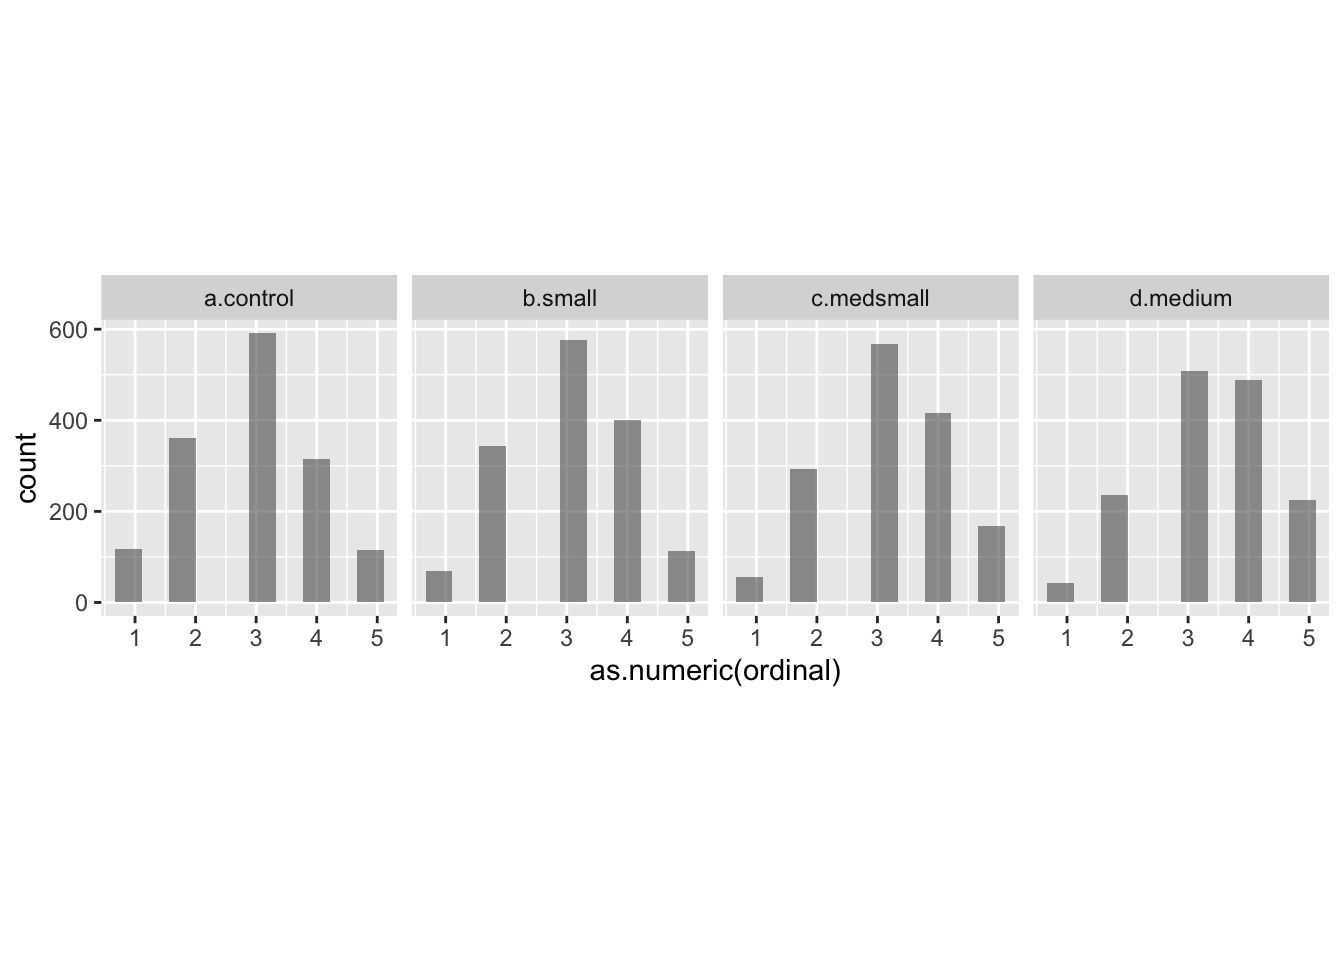 a.control b.small c.medsmall d.medium
600
400
200
0
count
1 2 3 4 5 1 2 3 4 5 1 2 3 4 5 1 2 3 4 5
as.numeric(ordinal)